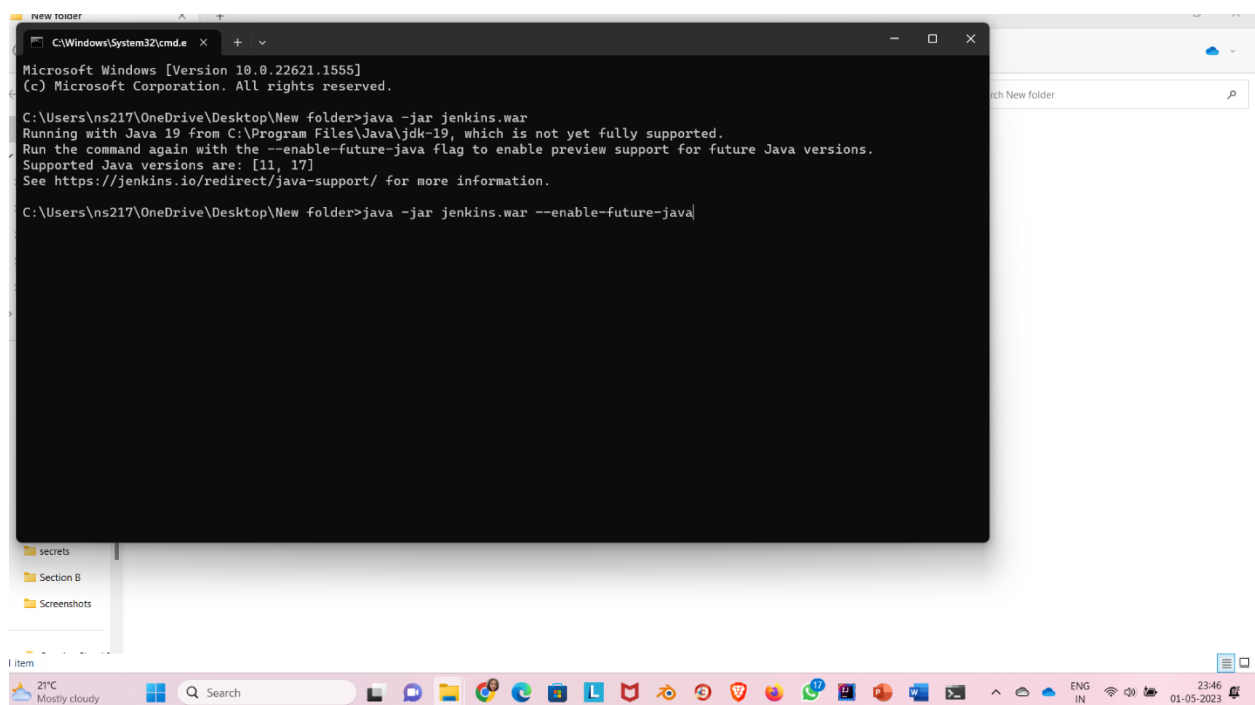 New folder
C:\Windows\System32\cmd.e
Microsoft Windows [Version 10.0.22621.1555]
(c) Microsoft Corporation. All rights reserved.
C:\Users\ns217\OneDrive\Desktop\New folder>java -jar jenkins.war
Running with Java 19 from C:\Program Files\Java\jdk-19, which is not yet fully supported.
Run the command again with the --enable-future-java flag to enable preview support for future Java versions.
Supported Java versions are: [11, 17]
See https://jenkins.io/redirect/java-support/ for more information.
C:\Users\ns217\OneDrive\Desktop\New folder>java -jar jenkins.war --enable-future-java
rch New folder
secrets
Section B
Screenshots
item
21°C
Mostly cloudy
Search
17
ENG
IN
23:46
01-05-2023